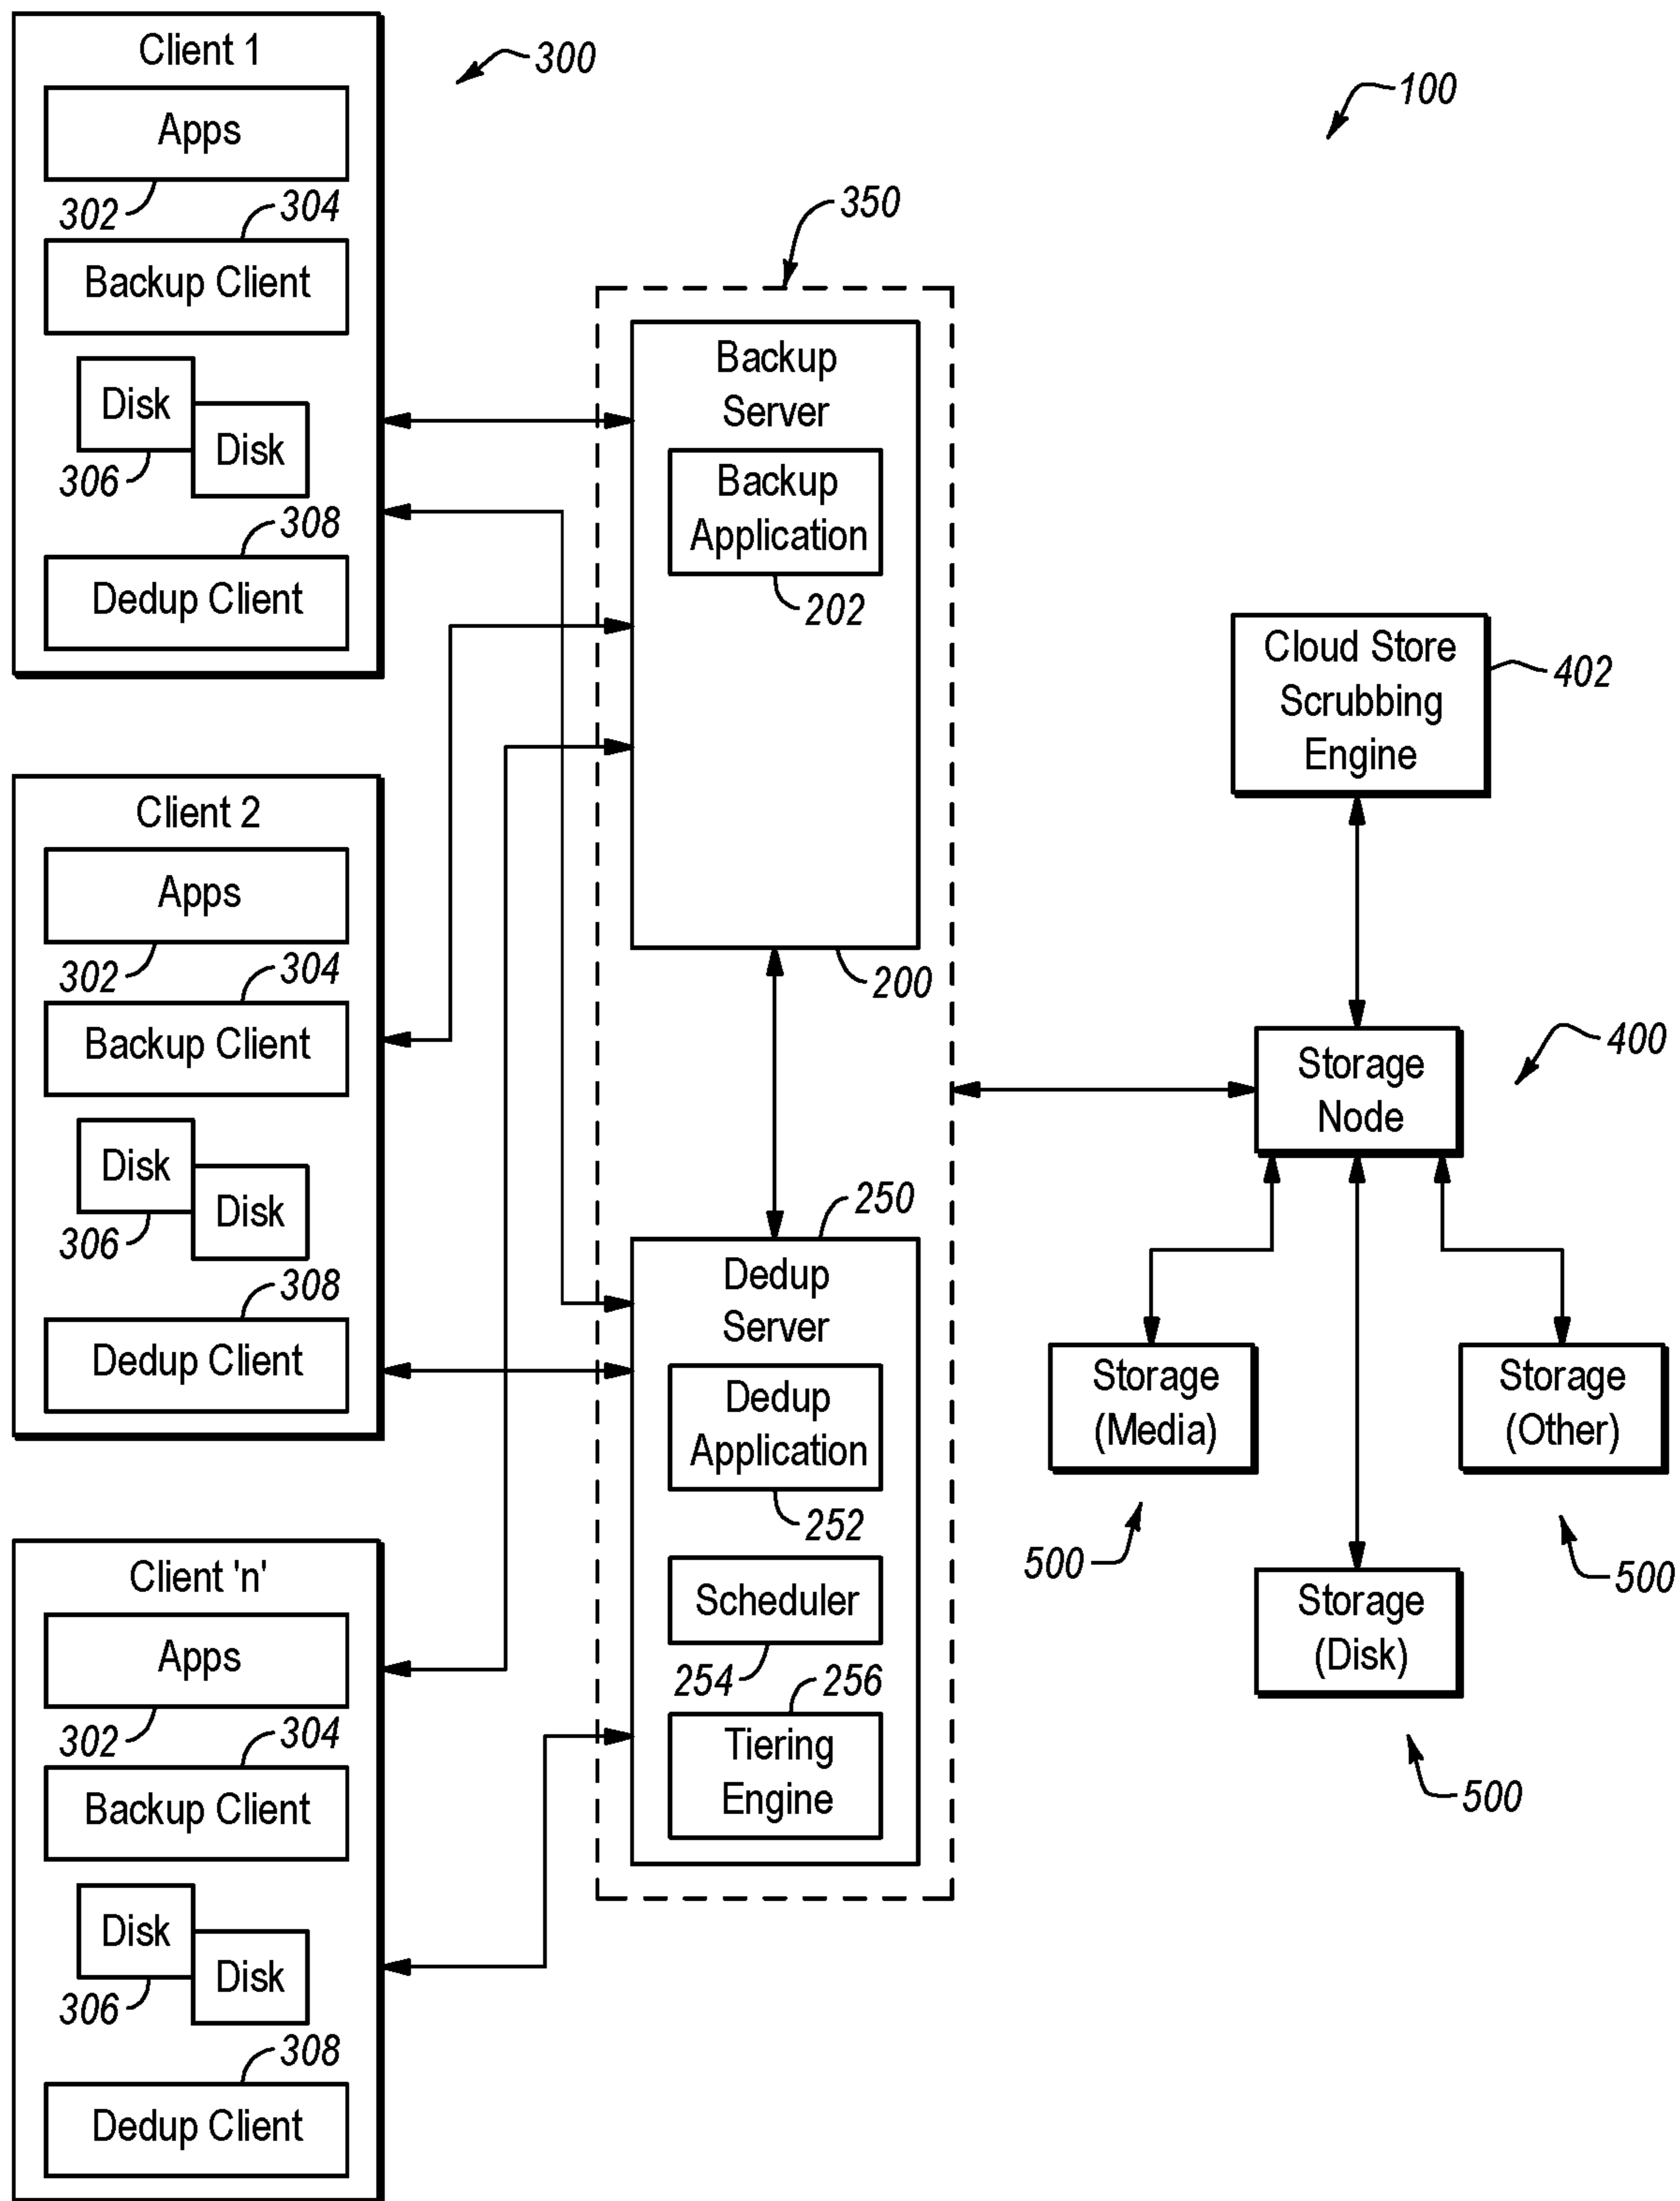 Client 1
Apps
302
304
Backup Client
Disk
Disk
306
308
Dedup Client
300
100
Client 2
Apps
302
304
Backup Client
Disk
Disk
306
308
Dedup Client
Client 'n'
Apps
302
304
Backup Client
Disk
Disk
306
308
Dedup Client
350
Backup
Server
Backup
Application
202
200
250
Dedup
Server
Dedup
Application
252
Scheduler
254
256
Tiering
Engine
Cloud Store
Scrubbing
Engine
402
Storage
Node
400
Storage
(Media)
500
Storage
(Disk)
500
Storage
(Other)
500